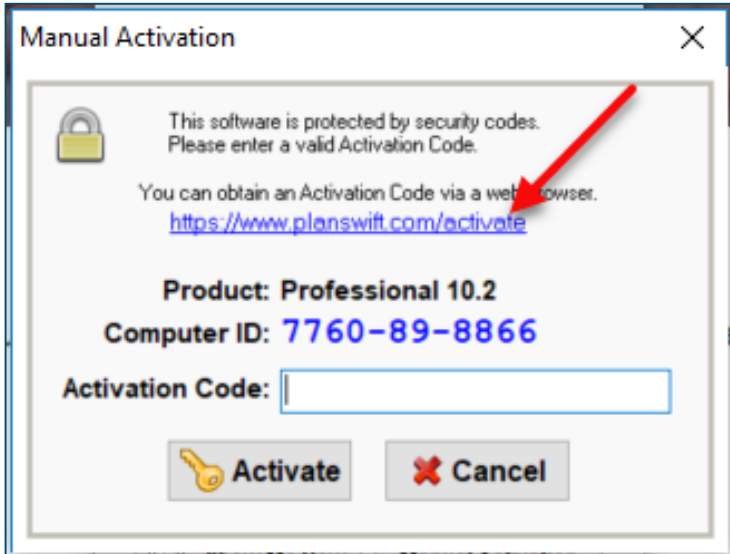 Manual Activation
This software is protected by security codes.
Please enter a valid Activation Code.
You can obtain an Activation Code via a web browser.
https://www.planswift.com/activate
Product: Professional 10.2
Computer ID: 7760-89-8866
Activation Code:
Activate Cancel